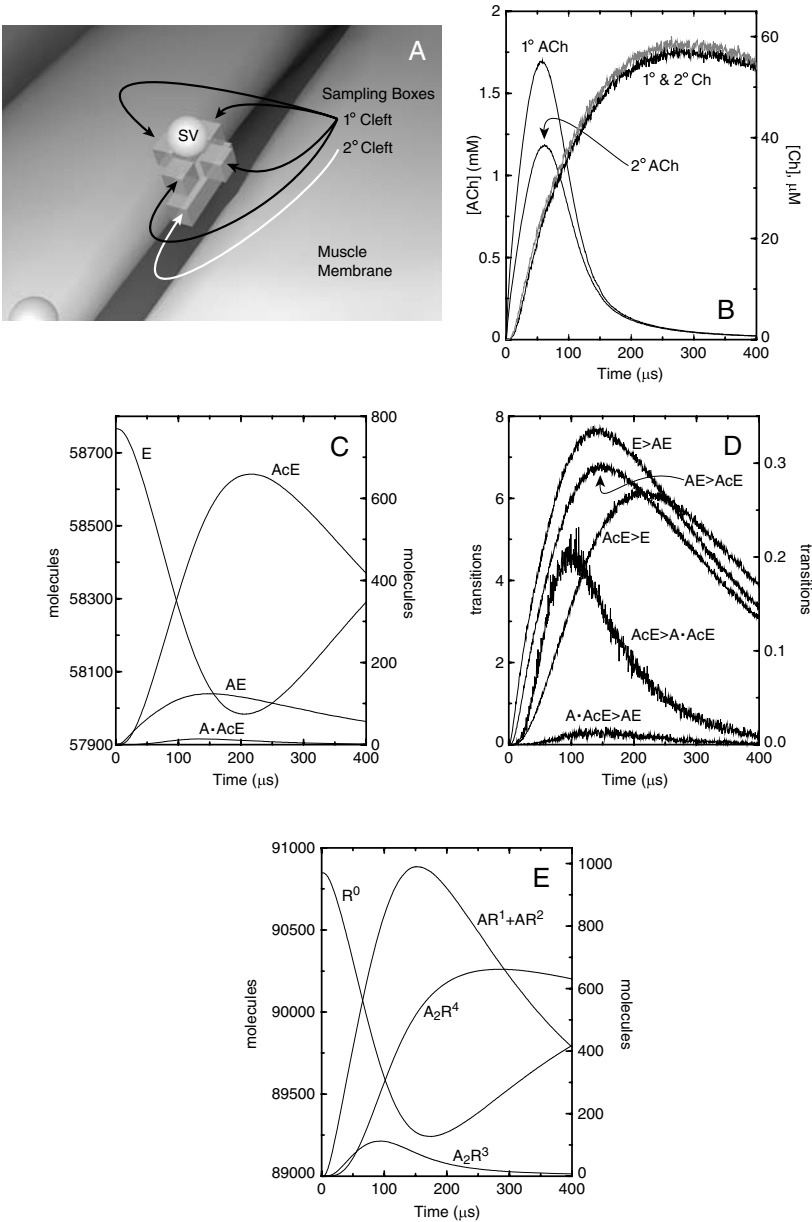 A
Sampling Boxes
1° Cleft
2° Cleft
SV
Muscle
Membrane
B
2
1.5
1
0.5
0
[ACh] (mM)
1° ACh
2° ACh
1° & 2° Ch
60
40
20
0
[Ch], µM
0 100 200 300 400
Time (µs)
C
58700
58500
58300
58100
57900
molecules
E
AcE
AE
A•AcE
800
600
400
200
0
molecules
0 100 200 300 400
Time (µs)
D
8
6
4
2
0
transitions
E>AE
AE>AcE
AcE>E
AcE>A•AcE
A•AcE>AE
0.3
0.2
0.1
0.0
transitions
0 100 200 300 400
Time (µs)
E
91000
90500
90000
89500
89000
molecules
R⁰
AR¹+AR²
A₂R⁴
A₂R³
1000
800
600
400
200
0
molecules
0 100 200 300 400
Time (µs)